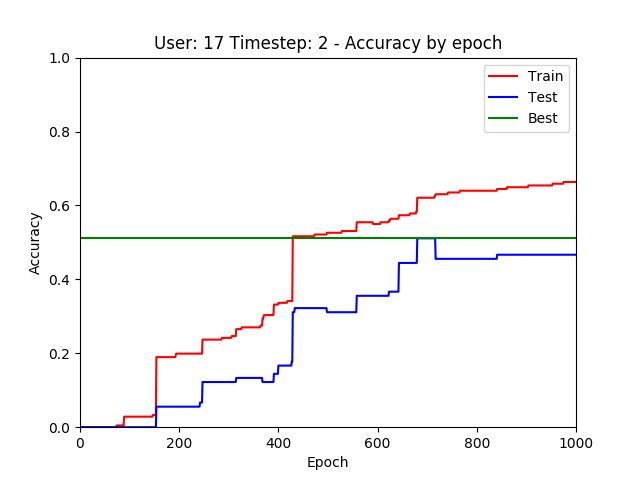 User: 17 Timestep: 2 - Accuracy by epoch
1.0
0.8
0.6
0.4
0.2
0.0
Accuracy
Train
Test
Best
0 200 400 600 800 1000
Epoch